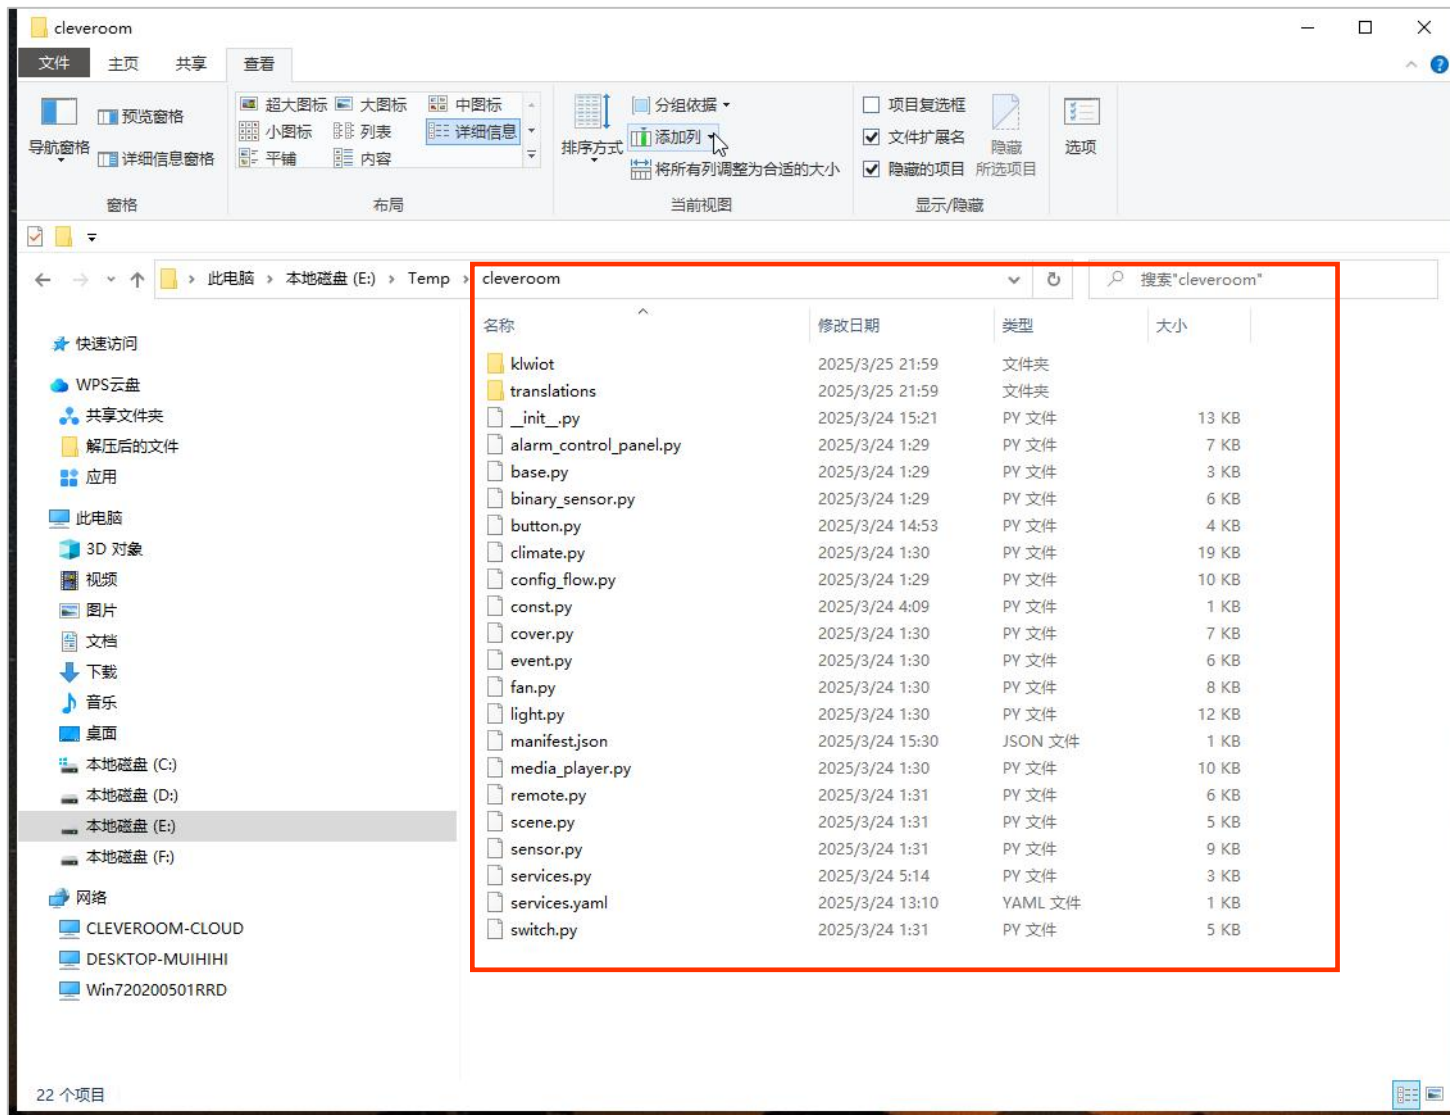 cleveroom
文件 主页 共享 查看
导航窗格 预览窗格 详细信息窗格 窗格
超大图标 大图标 中图标
小图标 列表 详细信息
平铺 内容
布局
排序方式 分组依据
添加列
将所有列调整为合适的大小
当前视图
项目复选框
文件扩展名
隐藏的项目
隐藏所选项目
显示/隐藏
选项
此电脑 > 本地磁盘 (E:) > Temp > cleveroom
搜索"cleveroom"
快速访问
WPS云盘
共享文件夹
解压后的文件
应用
此电脑
3D 对象
视频
图片
文档
下载
音乐
桌面
本地磁盘 (C:)
本地磁盘 (D:)
本地磁盘 (E:)
本地磁盘 (F:)
网络
CLEVEROOM-CLOUD
DESKTOP-MUIHIHI
Win720200501RRD
名称 修改日期 类型 大小
klwiot 2025/3/25 21:59 文件夹
translations 2025/3/25 21:59 文件夹
__init__.py 2025/3/24 15:21 PY 文件 13 KB
alarm_control_panel.py 2025/3/24 1:29 PY 文件 7 KB
base.py 2025/3/24 1:29 PY 文件 3 KB
binary_sensor.py 2025/3/24 1:29 PY 文件 6 KB
button.py 2025/3/24 14:53 PY 文件 4 KB
climate.py 2025/3/24 1:30 PY 文件 19 KB
config_flow.py 2025/3/24 1:29 PY 文件 10 KB
const.py 2025/3/24 4:09 PY 文件 1 KB
cover.py 2025/3/24 1:30 PY 文件 7 KB
event.py 2025/3/24 1:30 PY 文件 6 KB
fan.py 2025/3/24 1:30 PY 文件 8 KB
light.py 2025/3/24 1:30 PY 文件 12 KB
manifest.json 2025/3/24 15:30 JSON 文件 1 KB
media_player.py 2025/3/24 1:30 PY 文件 10 KB
remote.py 2025/3/24 1:31 PY 文件 6 KB
scene.py 2025/3/24 1:31 PY 文件 5 KB
sensor.py 2025/3/24 1:31 PY 文件 9 KB
services.py 2025/3/24 5:14 PY 文件 3 KB
services.yaml 2025/3/24 13:10 YAML 文件 1 KB
switch.py 2025/3/24 1:31 PY 文件 5 KB
22 个项目